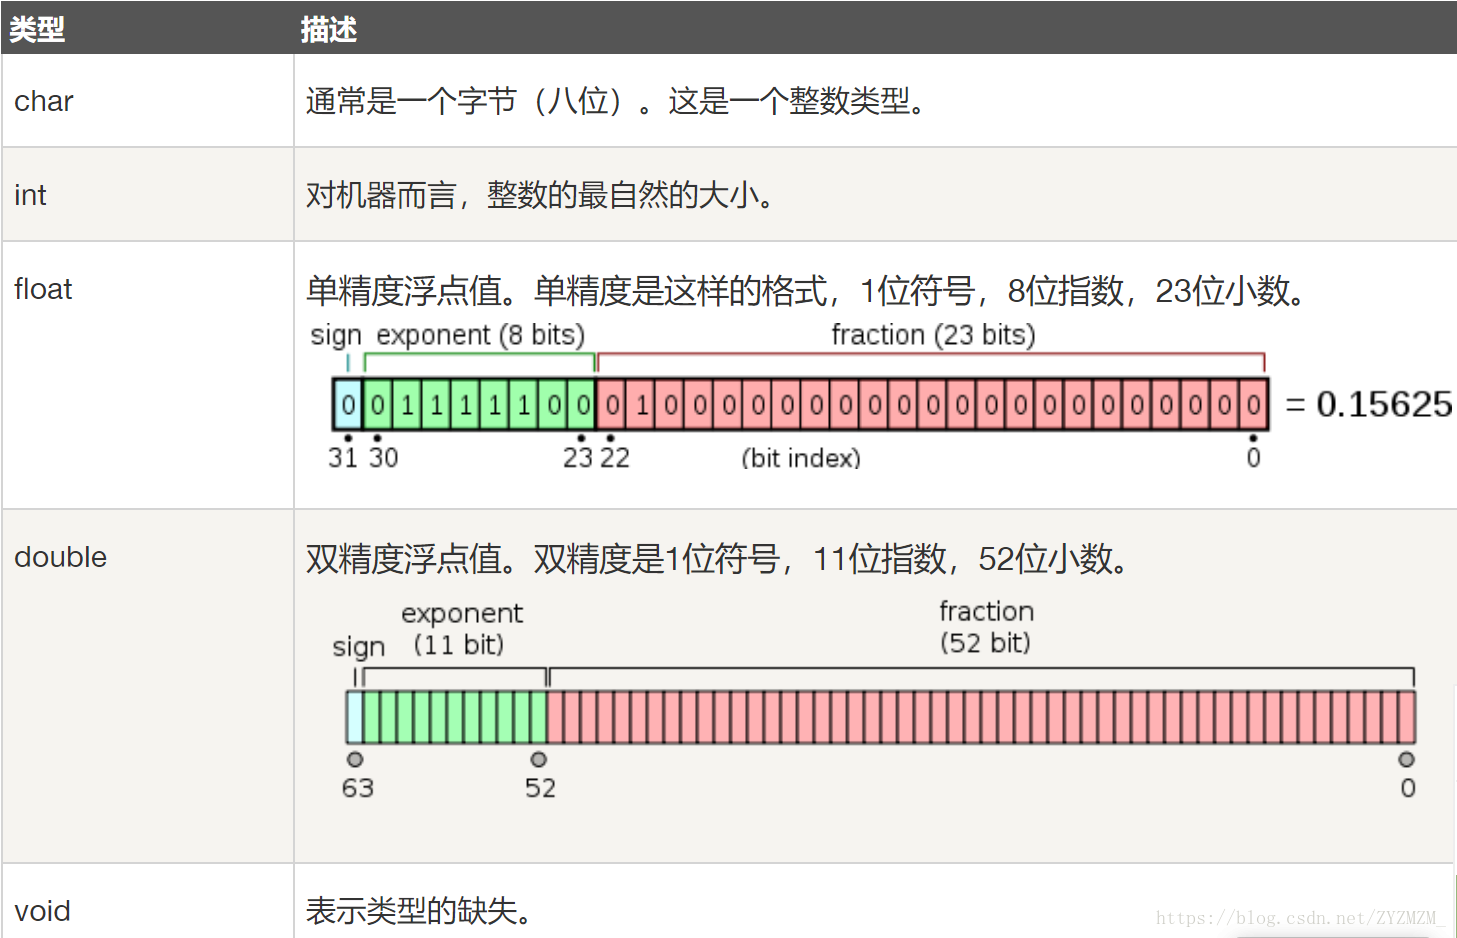 类型 描述
char 通常是一个字节（八位）。这是一个整数类型。
int 对机器而言，整数的最自然的大小。
float 单精度浮点值。单精度是这样的格式，1位符号，8位指数，23位小数。
sign exponent (8 bits) fraction (23 bits)
0 0 1 1 1 1 1 0 0 0 1 0 0 0 0 0 0 0 0 0 0 0 0 0 0 0 0 0 0 0 0 0 = 0.15625
31 30 23 22 (bit index) 0
double 双精度浮点值。双精度是1位符号，11位指数，52位小数。
exponent fraction
sign (11 bit) (52 bit)
63 52 0
void 表示类型的缺失。
https://blog.csdn.net/ZYZMZM_